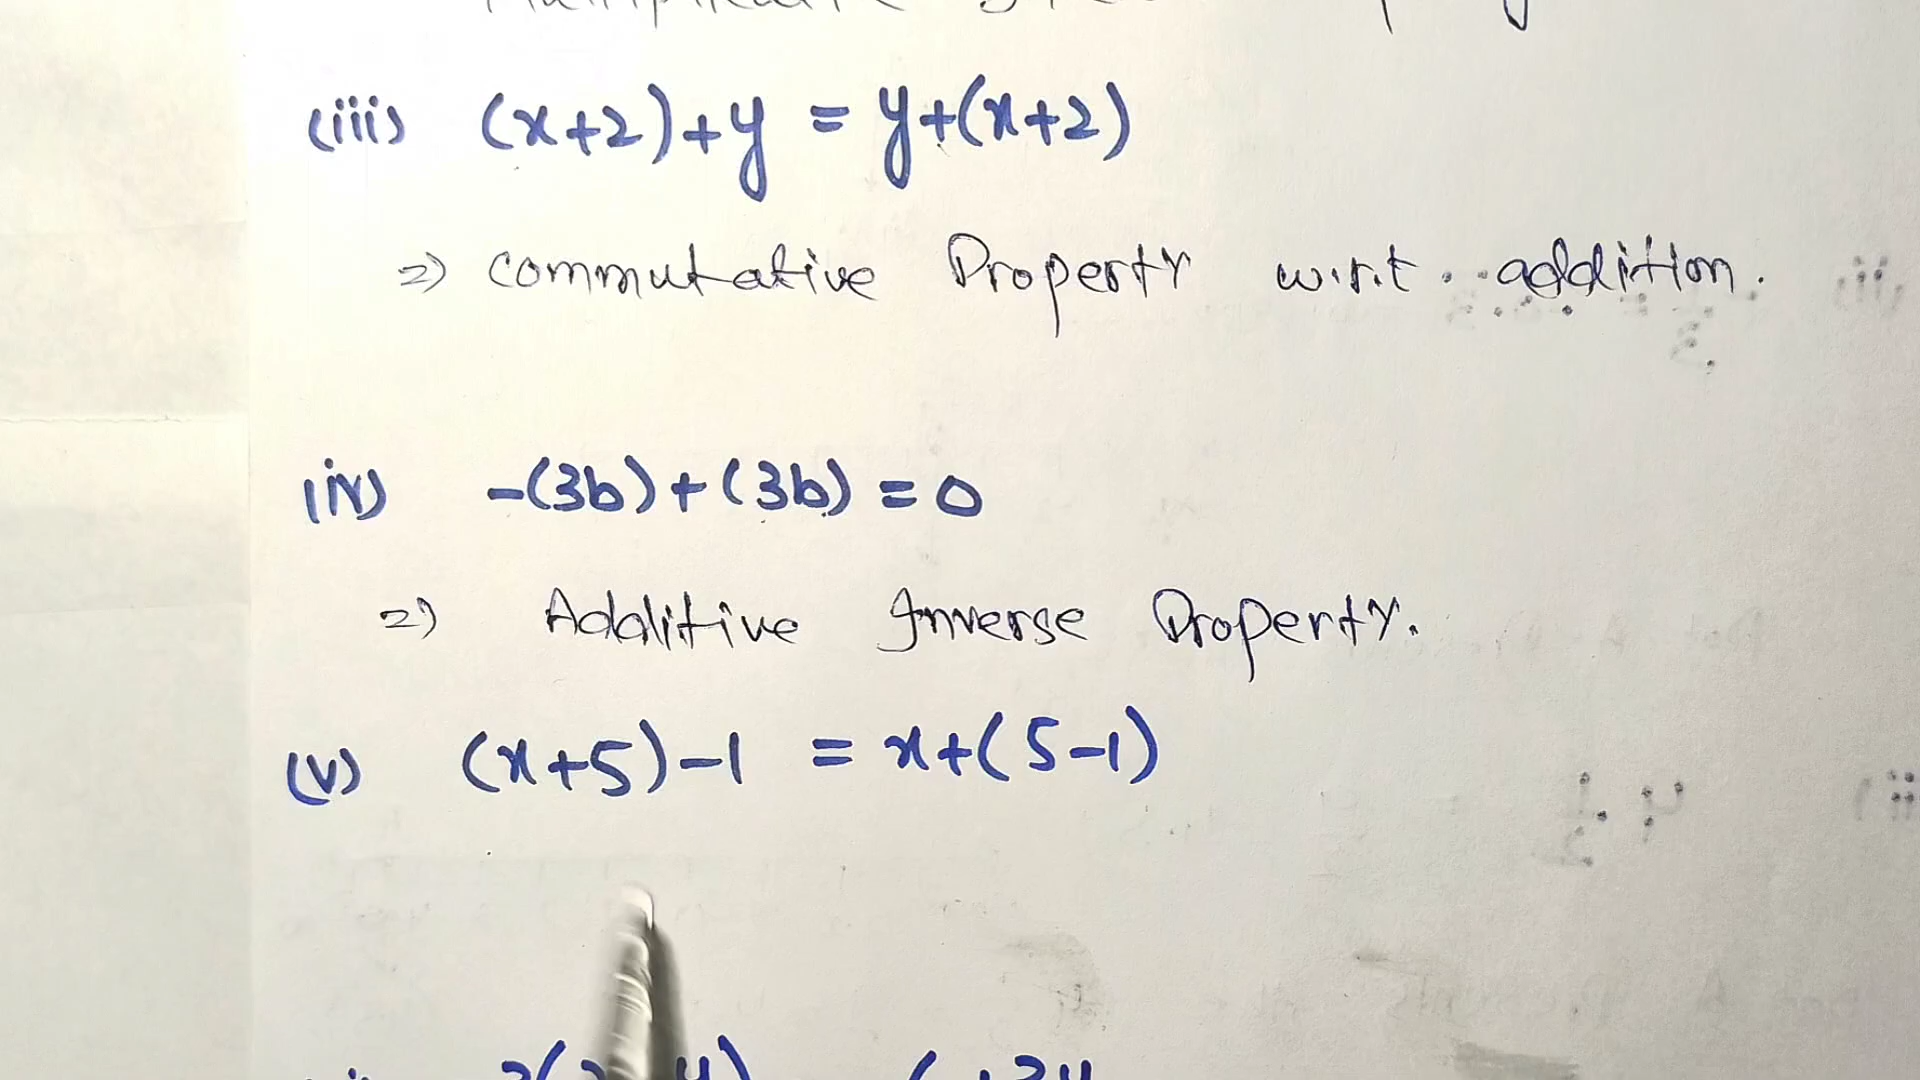 (iii) (x+2)+y = y+(x+2)
=> commutative Property w.r.t. addition.
(iv) -(3b)+(3b) = 0
=> Additive Inverse Property.
(v) (x+5)-1 = x+(5-1)